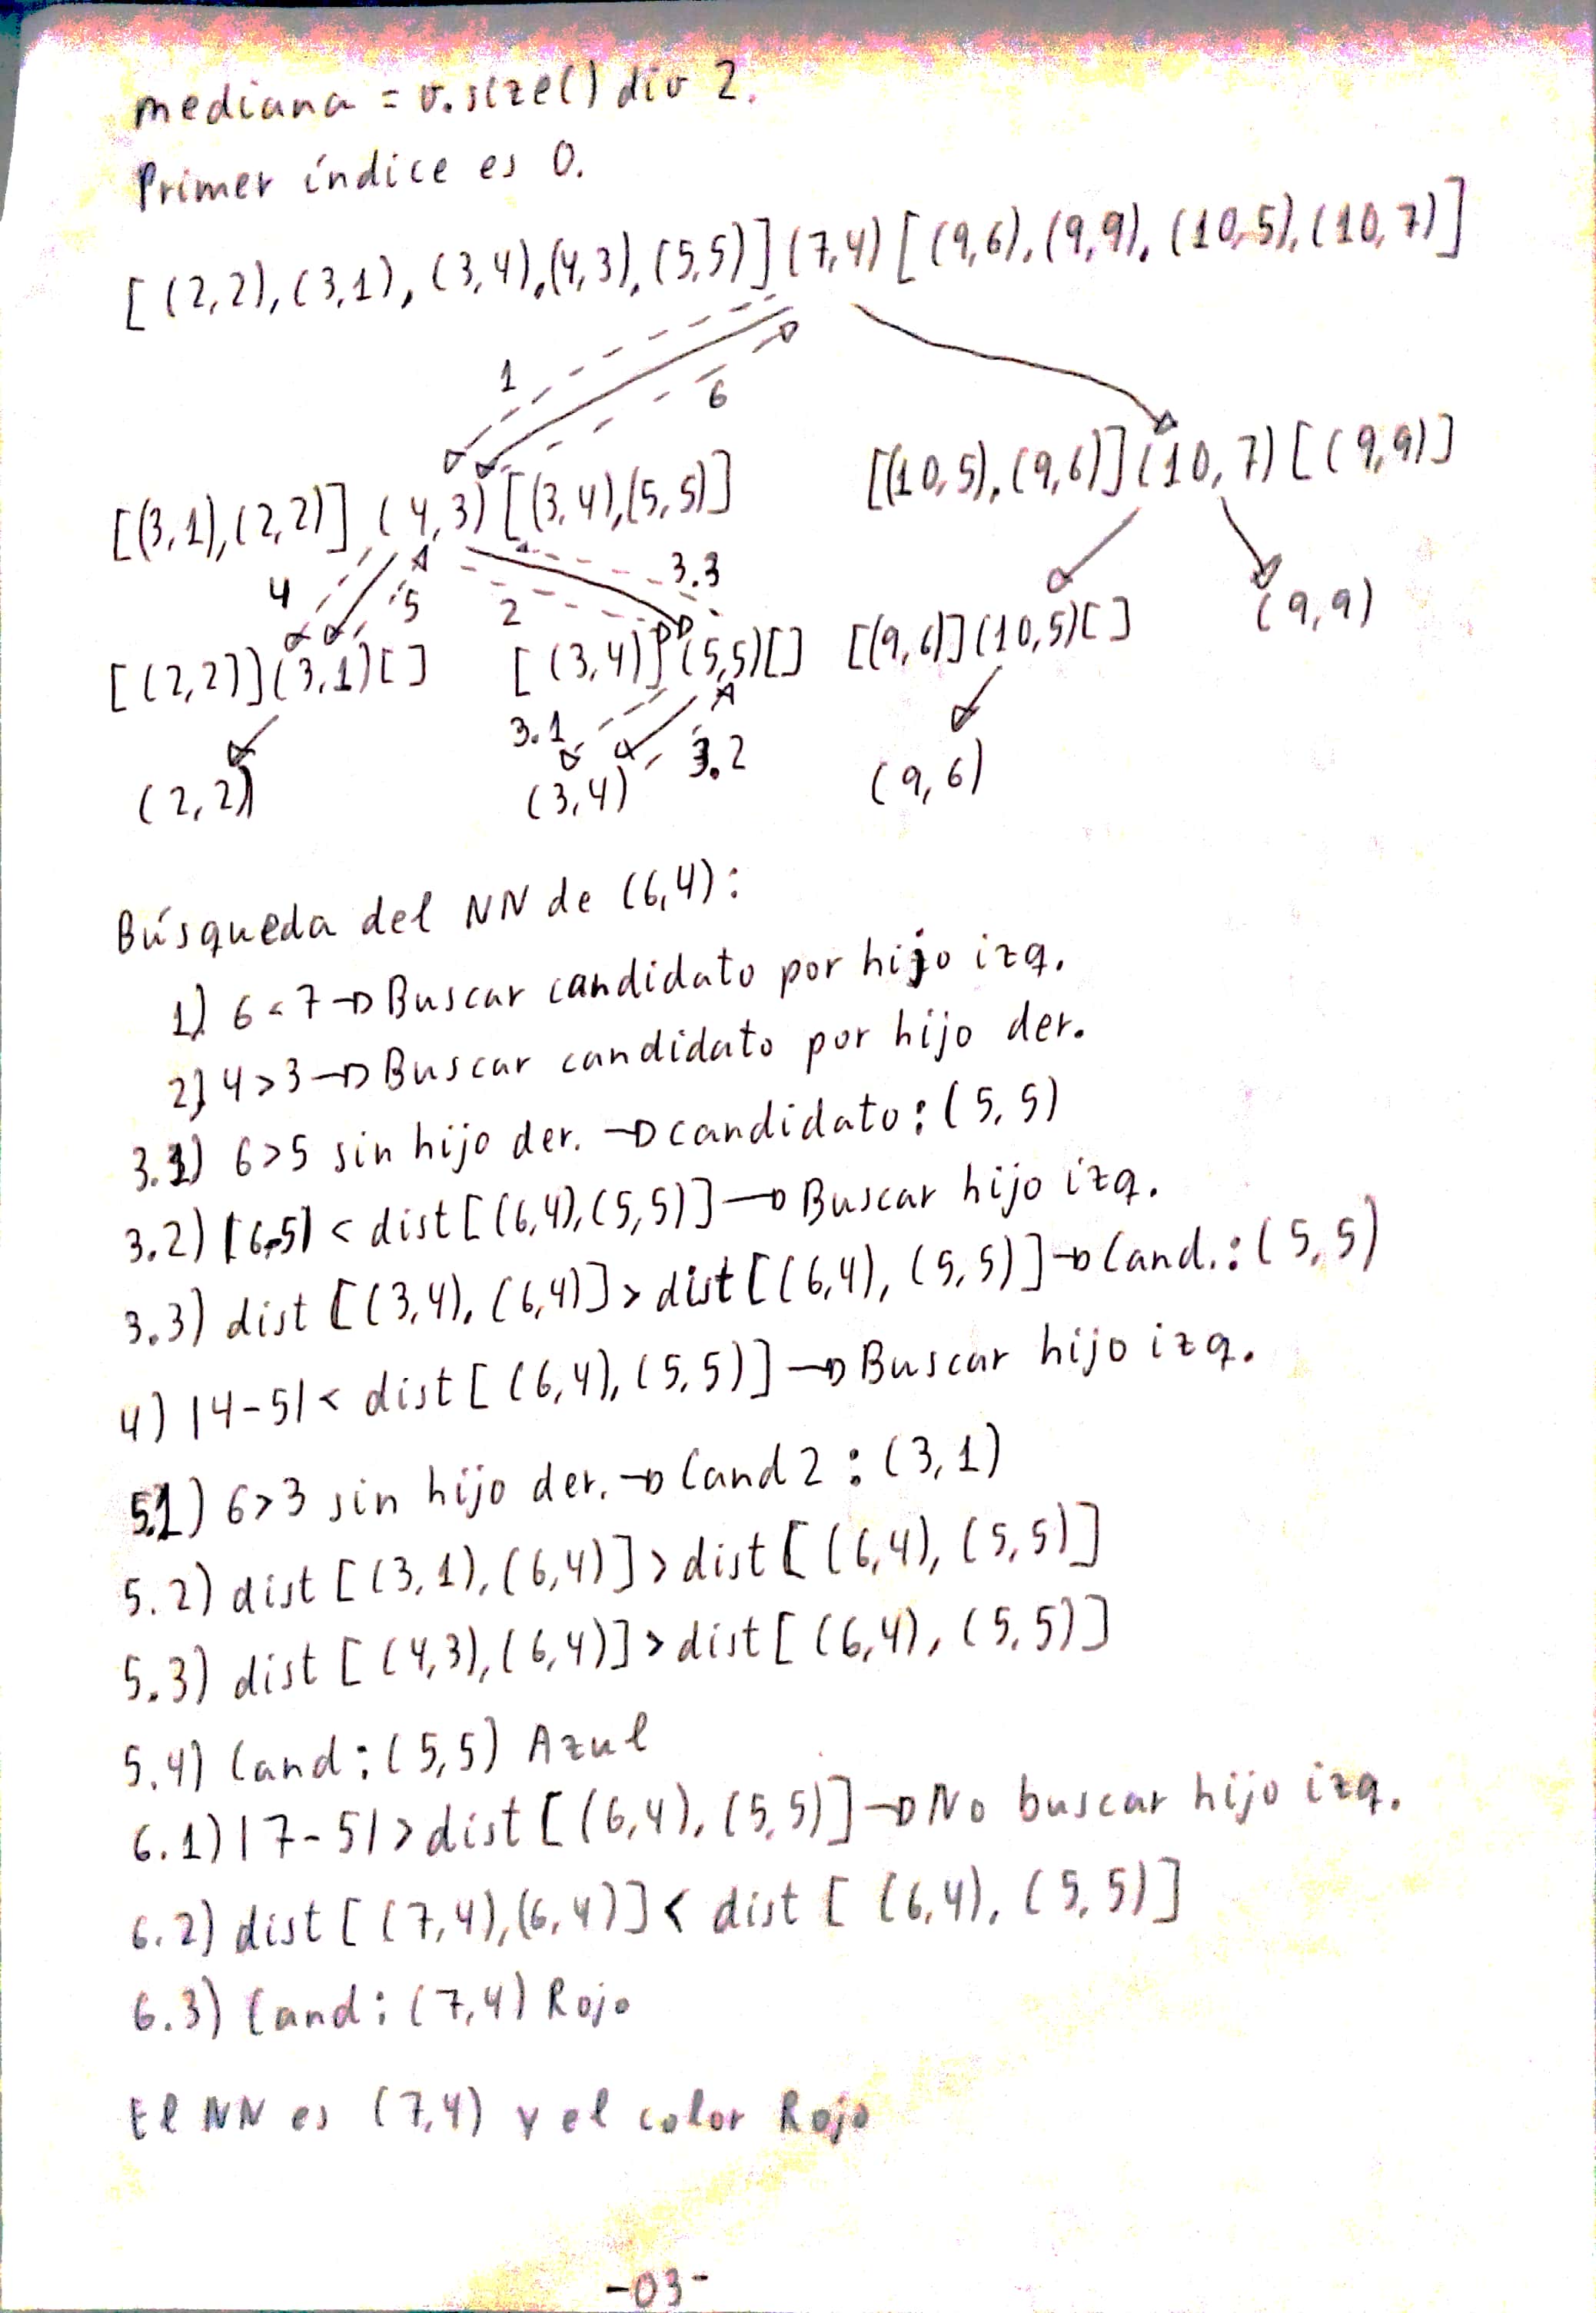 mediana = v.size() div 2.
Primer índice es 0.
[(2,2),(3,1),(3,4),(4,3),(5,5)](7,4)[(9,6),(9,9),(10,5),(10,7)]
1
6
[(3,1),(2,2)](4,3)[(3,4),(5,5)] [(10,5),(9,6)](10,7)[(9,9)]
4 5 2 3.3
[(2,2)](3,1)[] [(3,4)](5,5)[] [(9,6)](10,5)[] (9,9)
3.1 3.2
(2,2) (3,4) (9,6)
Búsqueda del NN de (6,4):
1) 6<7→Buscar candidato por hijo izq.
2) 4>3→Buscar candidato por hijo der.
3.1) 6>5 sin hijo der.→candidato:(5,5)
3.2) |6-5|< dist[(6,4),(5,5)]→Buscar hijo izq.
3.3) dist[(3,4),(6,4)]>dist[(6,4),(5,5)]→Cand.:(5,5)
4) |4-5|< dist[(6,4),(5,5)]→Buscar hijo izq.
5.1) 6>3 sin hijo der.→Cand2:(3,1)
5.2) dist[(3,1),(6,4)]>dist[(6,4),(5,5)]
5.3) dist[(4,3),(6,4)]>dist[(6,4),(5,5)]
5.4) Cand:(5,5) Azul
6.1) |7-5|>dist[(6,4),(5,5)]→No buscar hijo izq.
6.2) dist[(7,4),(6,4)]< dist[(6,4),(5,5)]
6.3) Cand:(7,4) Rojo
El NN es (7,4) y el color Rojo
-03-